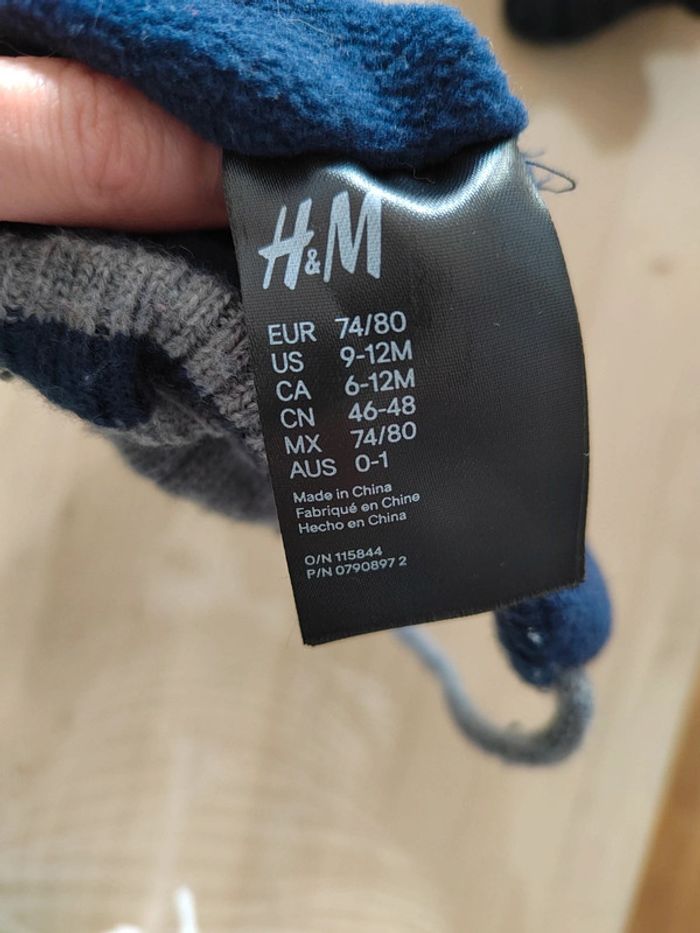 H&M
EUR 74/80
US 9-12M
CA 6-12M
CN 46-48
MX 74/80
AUS 0-1
Made in China
Fabriqué en Chine
Hecho en China
O/N 115844
P/N 0790897 2